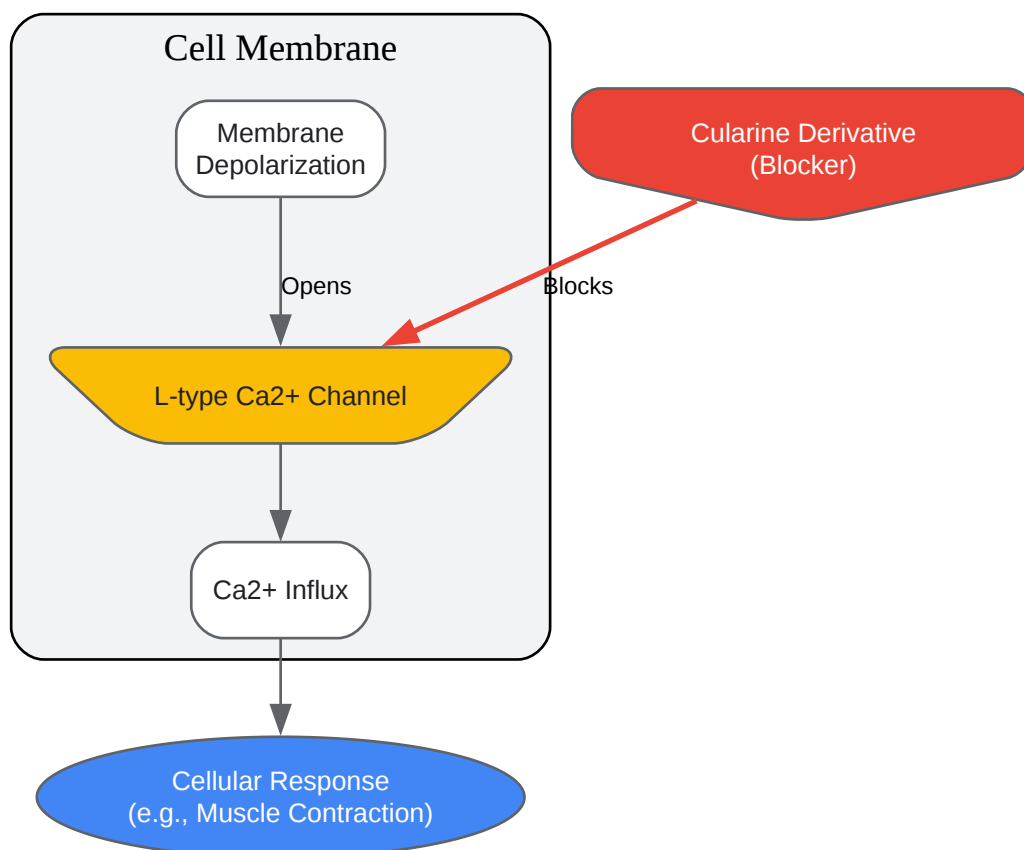 Cell Membrane
Membrane
Depolarization
Cularine Derivative
(Blocker)
Opens
Blocks
L-type Ca2+ Channel
Ca2+ Influx
Cellular Response
(e.g., Muscle Contraction)